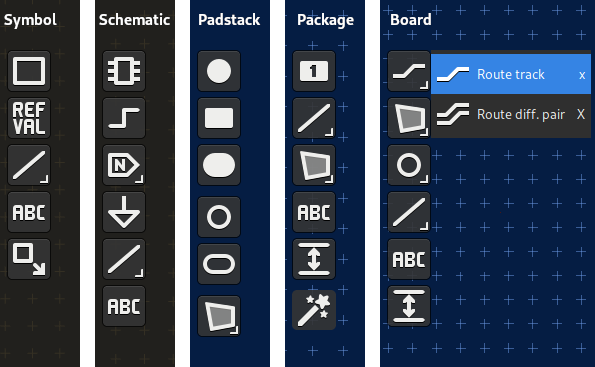 Symbol
REF
VAL
ABC
Schematic
N
ABC
Padstack
Package
1
ABC
Board
Route track x
Route diff. pair X
ABC